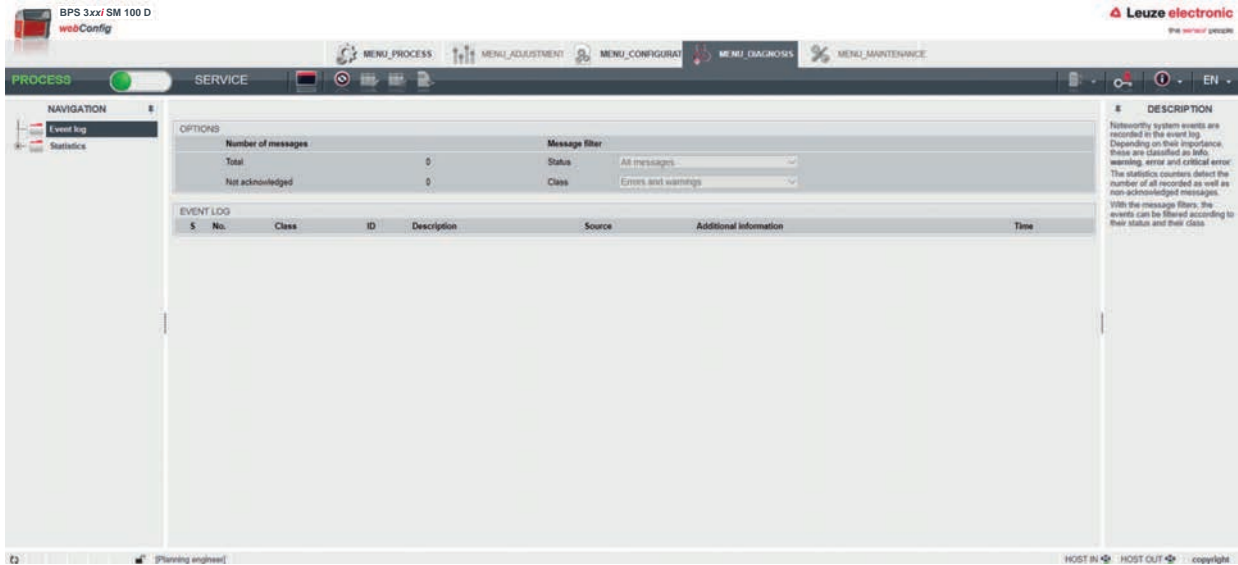 BPS 3xxi SM 100 D
webConfig
Leuze electronic
the sensor people
MENU_PROCESS MENU_ADJUSTMENT MENU_CONFIGURAT MENU_DIAGNOSIS MENU_MAINTENANCE
PROCESS SERVICE EN
NAVIGATION
Event log
Statistics
OPTIONS
Number of messages Message filter
Total 0 Status All messages
Not acknowledged 0 Class Errors and warnings
EVENT LOG
S No. Class ID Description Source Additional information Time
DESCRIPTION
Noteworthy system events are
recorded in the event log.
Depending on their importance,
these are classified as Info,
warning, error and critical error.
The statistics counters detect the
number of all recorded as well as
non-acknowledged messages.
With the message filters, the
events can be filtered according to
their status and their class.
[Planning engineer] HOST IN HOST OUT copyright